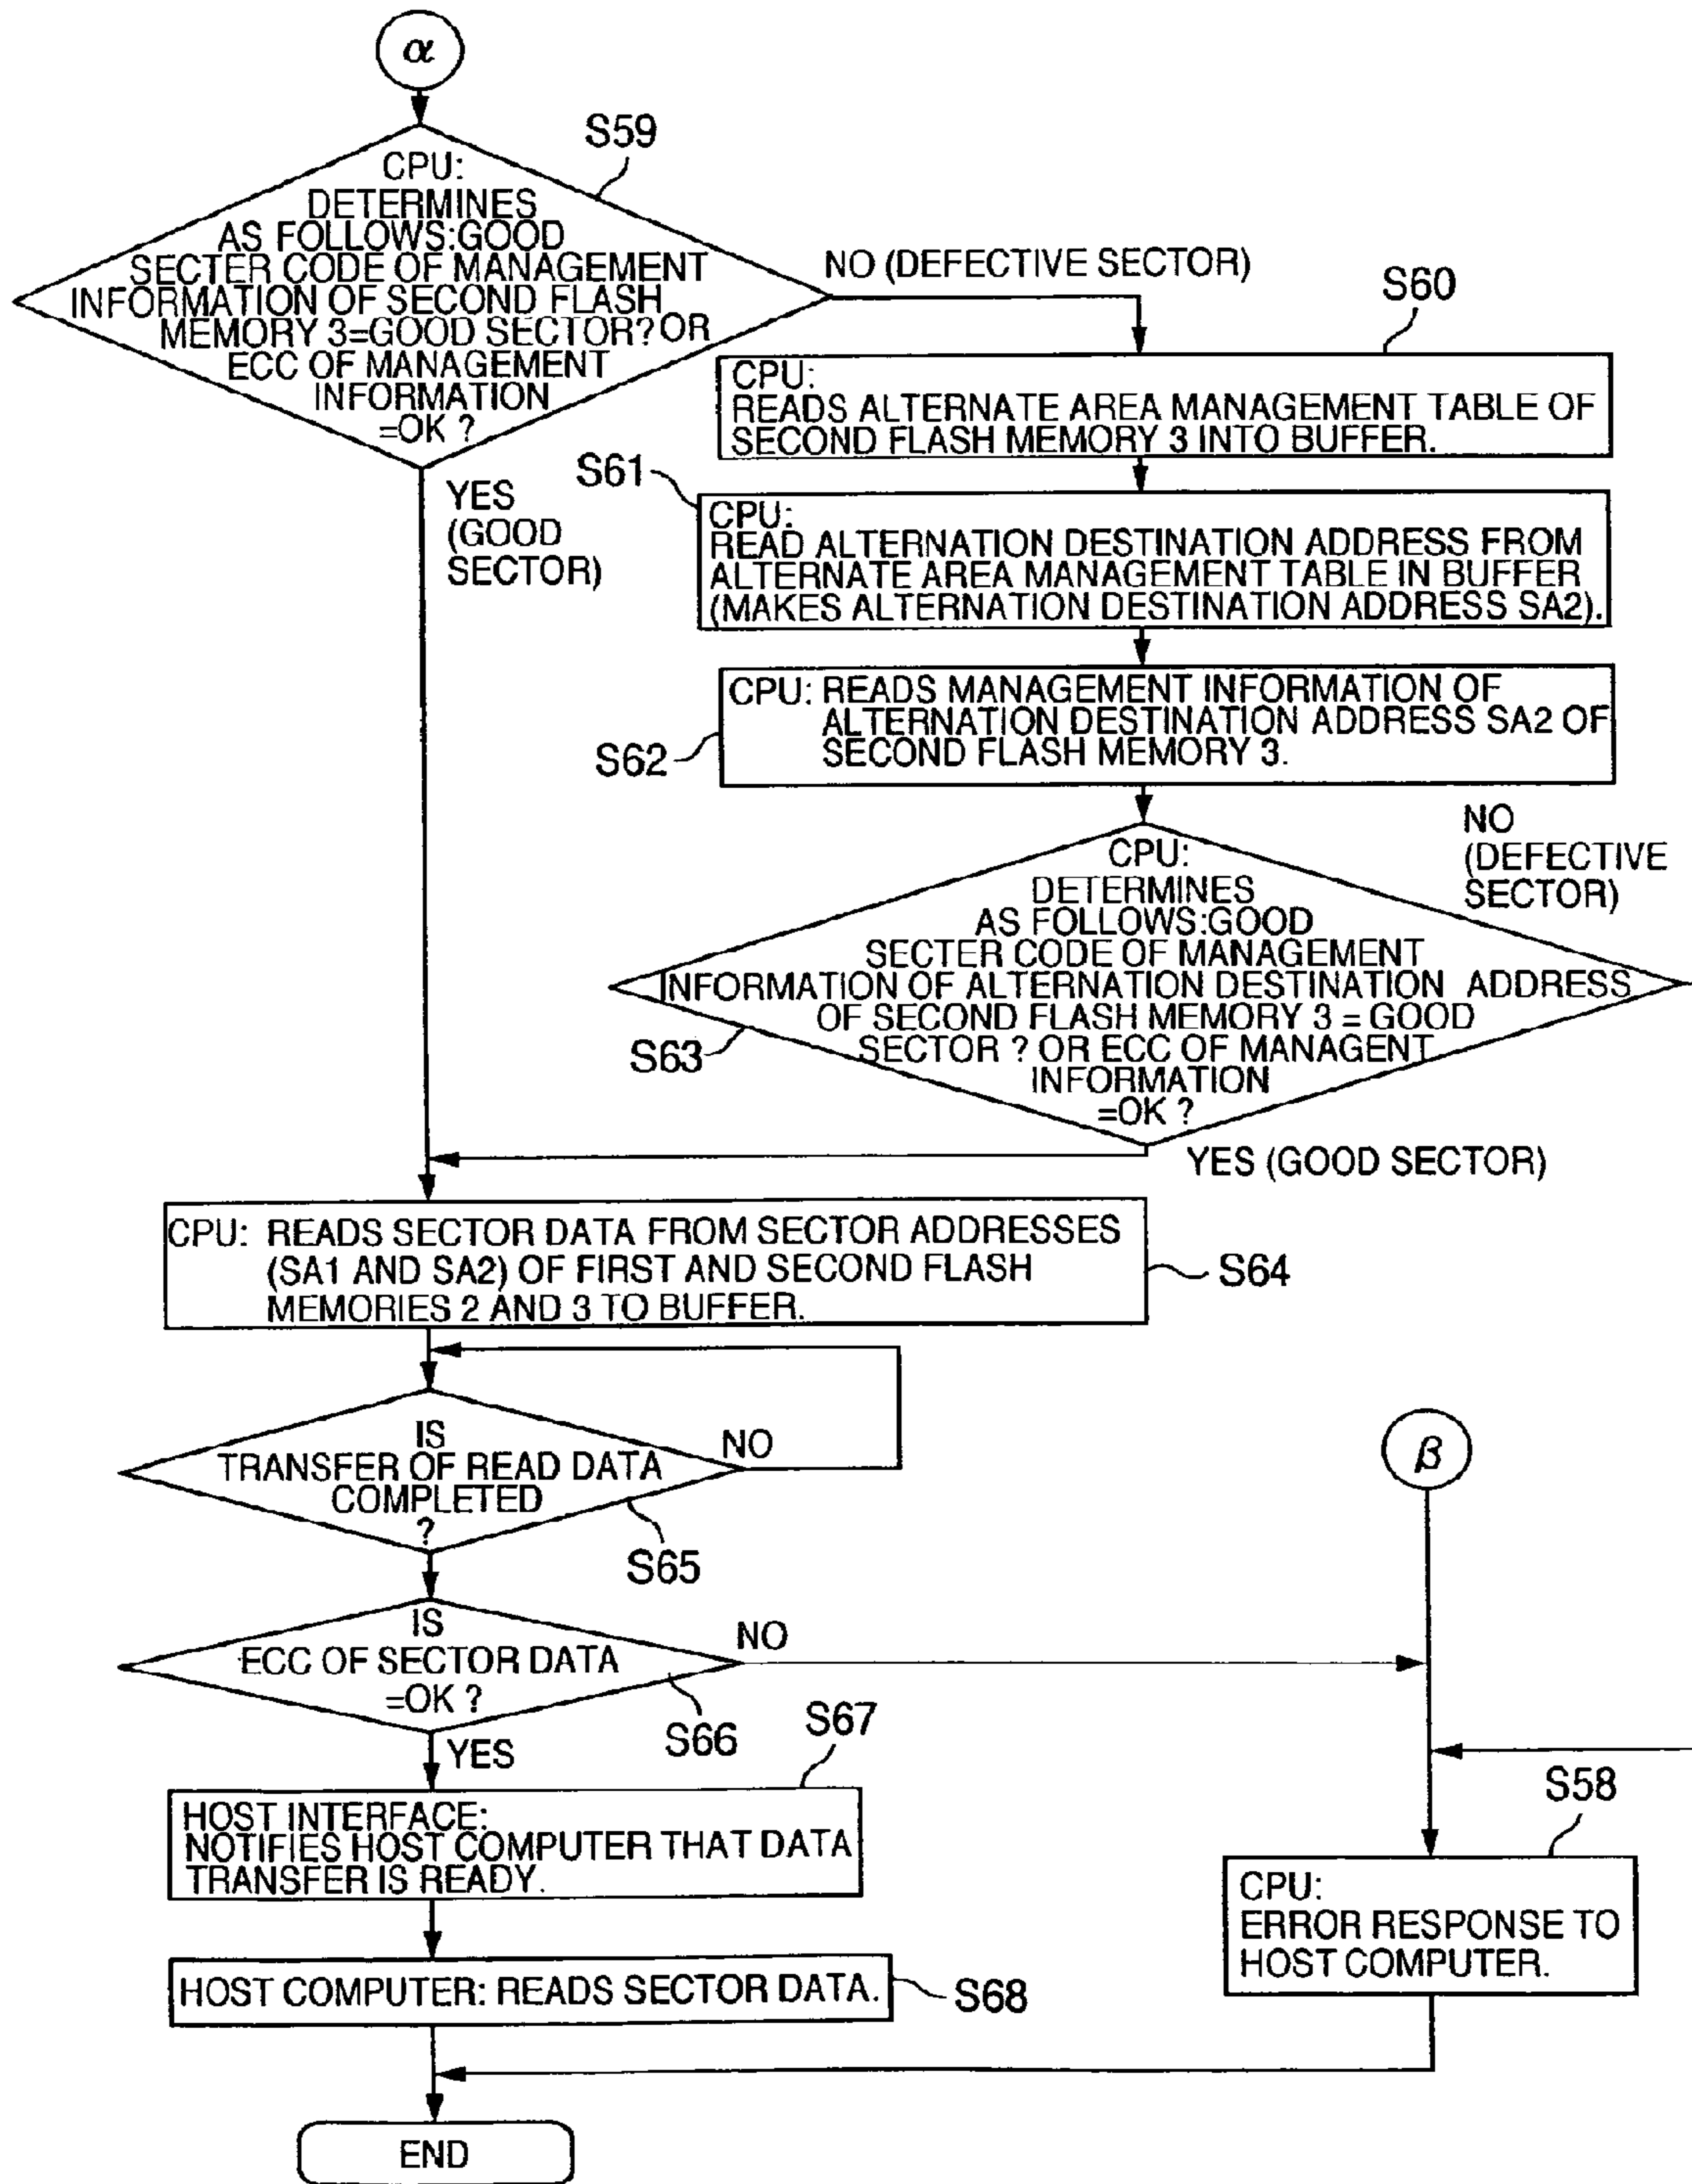 α
S59
CPU:
DETERMINES
AS FOLLOWS:GOOD
SECTER CODE OF MANAGEMENT
INFORMATION OF SECOND FLASH
MEMORY 3=GOOD SECTOR? OR
ECC OF MANAGEMENT
INFORMATION
=OK ?
NO (DEFECTIVE SECTOR)
YES
(GOOD
SECTOR)
S60
CPU:
READS ALTERNATE AREA MANAGEMENT TABLE OF
SECOND FLASH MEMORY 3 INTO BUFFER.
S61
CPU:
READ ALTERNATION DESTINATION ADDRESS FROM
ALTERNATE AREA MANAGEMENT TABLE IN BUFFER
(MAKES ALTERNATION DESTINATION ADDRESS SA2).
CPU: READS MANAGEMENT INFORMATION OF
ALTERNATION DESTINATION ADDRESS SA2 OF
SECOND FLASH MEMORY 3.
S62
NO
(DEFECTIVE
SECTOR)
CPU:
DETERMINES
AS FOLLOWS:GOOD
SECTER CODE OF MANAGEMENT
INFORMATION OF ALTERNATION DESTINATION ADDRESS
OF SECOND FLASH MEMORY 3 = GOOD
SECTOR ? OR ECC OF MANAGENT
INFORMATION
=OK ?
S63
YES (GOOD SECTOR)
CPU: READS SECTOR DATA FROM SECTOR ADDRESSES
(SA1 AND SA2) OF FIRST AND SECOND FLASH
MEMORIES 2 AND 3 TO BUFFER.
S64
IS
TRANSFER OF READ DATA
COMPLETED
?
NO
S65
β
IS
ECC OF SECTOR DATA
=OK ?
NO
S66
YES
S67
HOST INTERFACE:
NOTIFIES HOST COMPUTER THAT DATA
TRANSFER IS READY.
S58
CPU:
ERROR RESPONSE TO
HOST COMPUTER.
HOST COMPUTER: READS SECTOR DATA.
S68
END